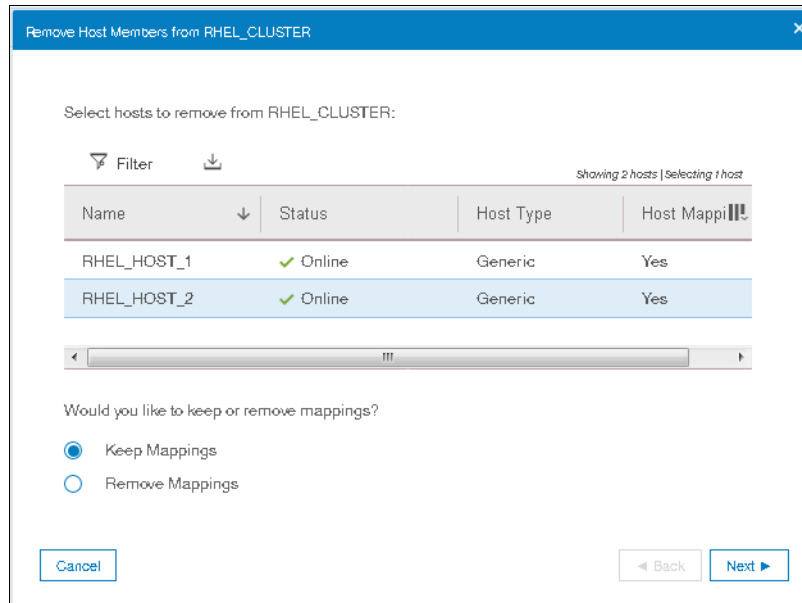 Remove Host Members from RHEL_CLUSTER
Select hosts to remove from RHEL_CLUSTER:
Filter
Showing 2 hosts | Selecting 1 host
Name Status Host Type Host Mappi
RHEL_HOST_1 Online Generic Yes
RHEL_HOST_2 Online Generic Yes
Would you like to keep or remove mappings?
Keep Mappings
Remove Mappings
Cancel Back Next